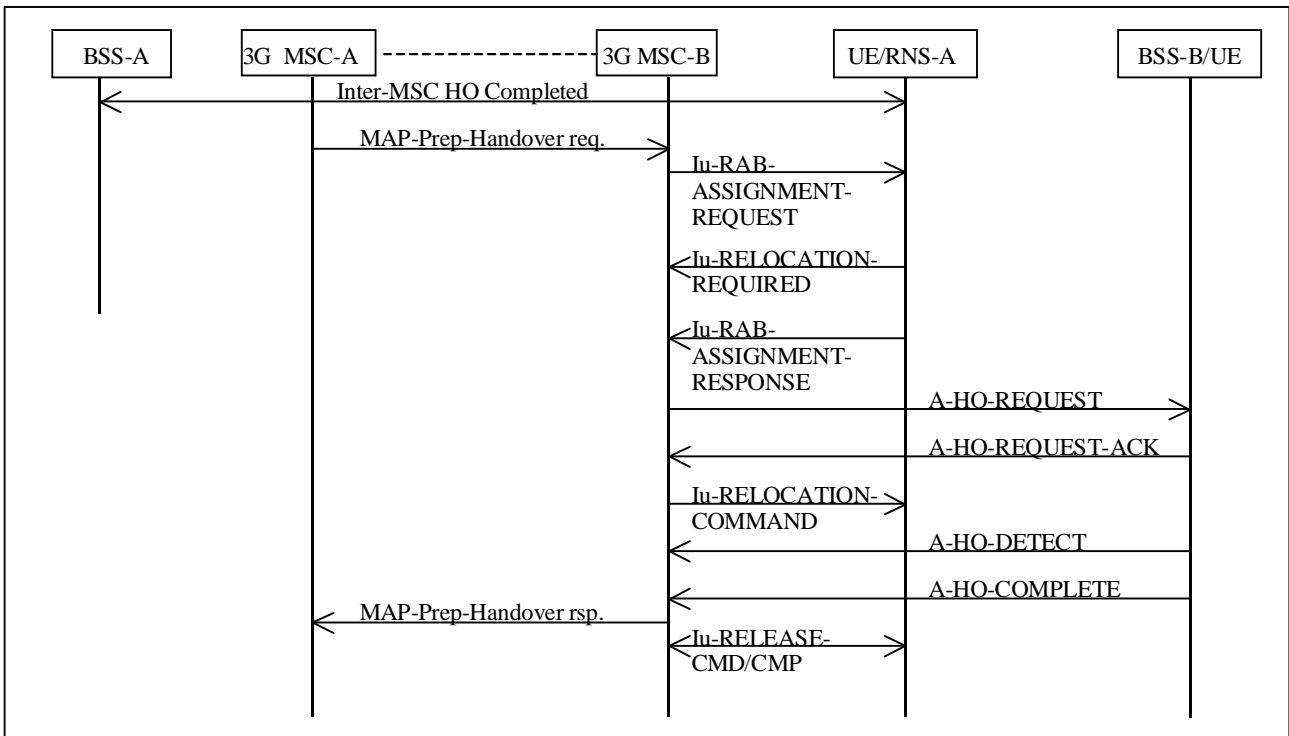 BSS-A
3G MSC-A
3G MSC-B
UE/RNS-A
BSS-B/UE
Inter-MSC HO Completed
MAP-Prep-Handover req.
Iu-RAB-
ASSIGNMENT-
REQUEST
Iu-RELOCATION-
REQUIRED
Iu-RAB-
ASSIGNMENT-
RESPONSE
A-HO-REQUEST
A-HO-REQUEST-ACK
Iu-RELOCATION-
COMMAND
A-HO-DETECT
A-HO-COMPLETE
MAP-Prep-Handover rsp.
Iu-RELEASE-
CMD/CMP